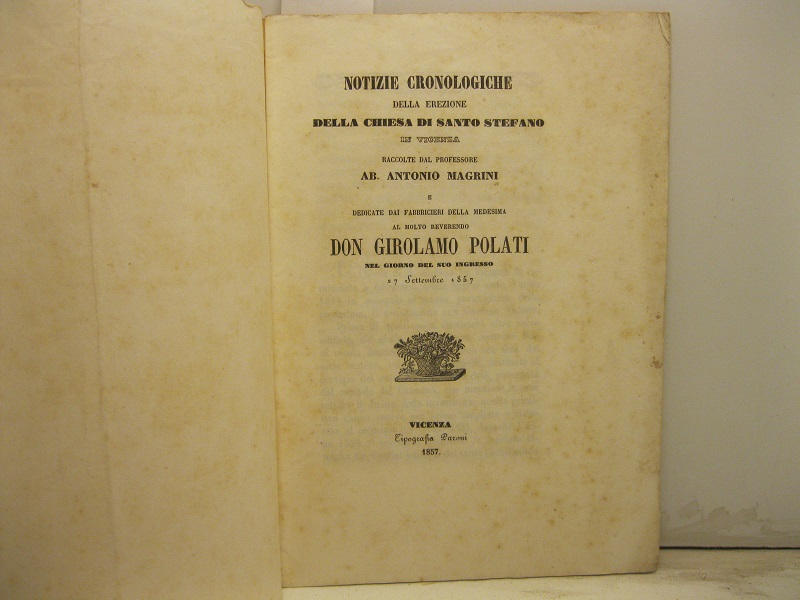 NOTIZIE CRONOLOGICHE
DELLA EREZIONE
DELLA CHIESA DI SANTO STEFANO
IN VICENZA
RACCOLTE DAL PROFESSORE
AB. ANTONIO MAGRINI
E
DEDICATE DAI FABBRICIERI DELLA MEDESIMA
AL MOLTO REVERENDO
DON GIROLAMO POLATI
NEL GIORNO DEL SUO INGRESSO
27 Settembre 1857
VICENZA
Tipografia Paroni
1857.